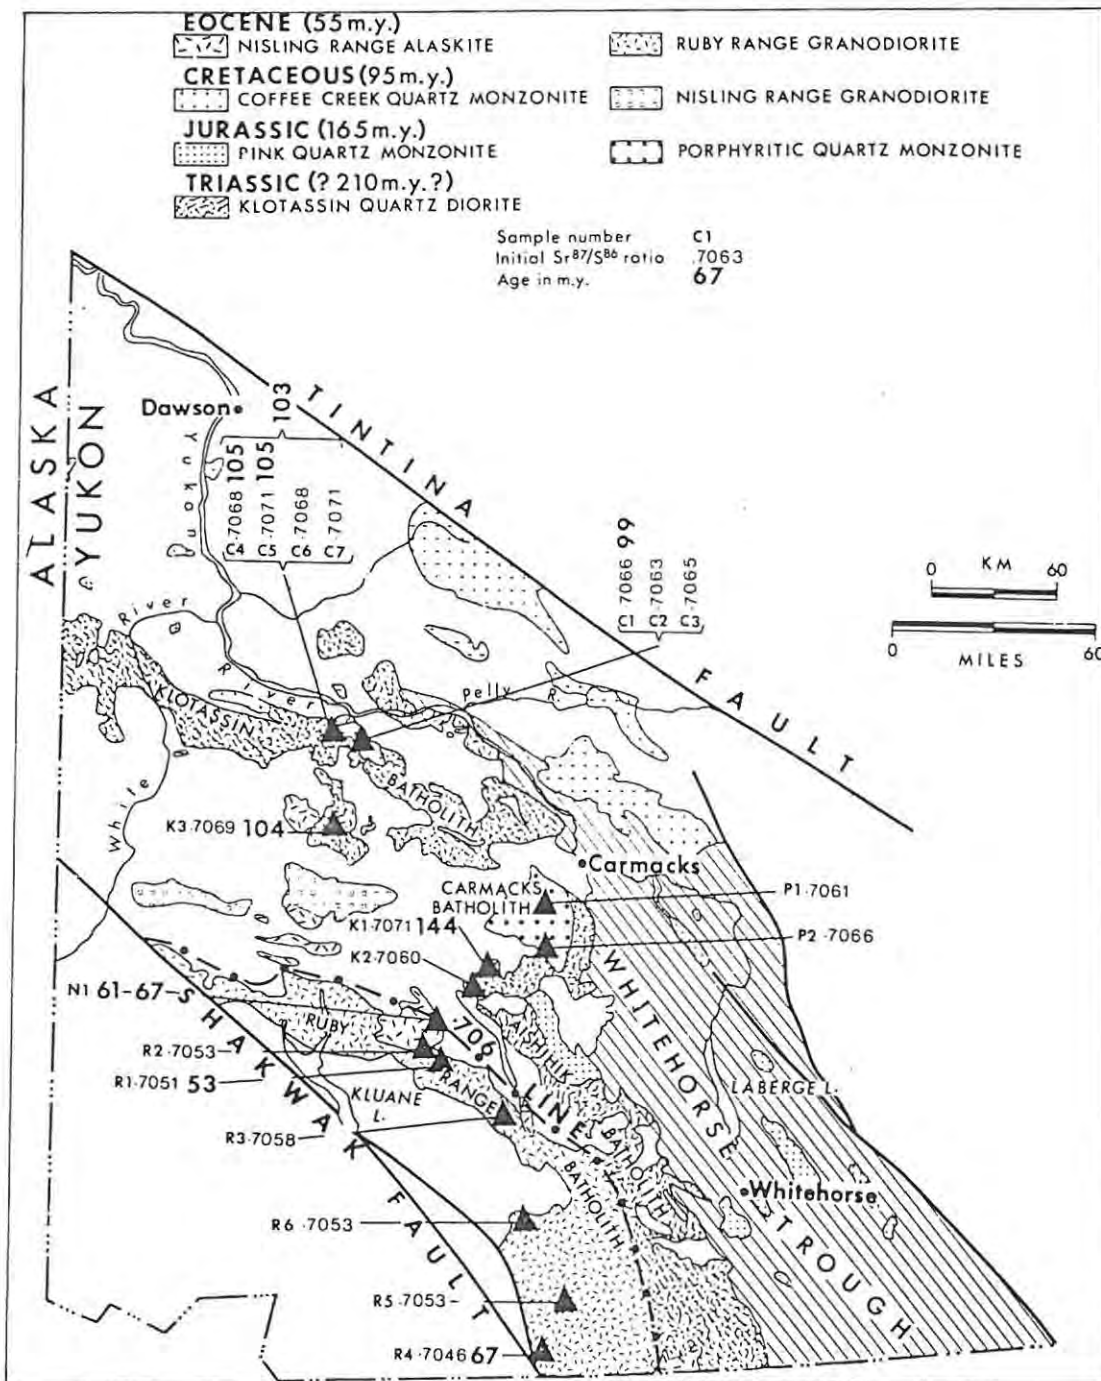 EOCENE (55 m.y.)
NISLING RANGE ALASKITE
RUBY RANGE GRANODIORITE
CRETACEOUS (95 m.y.)
COFFEE CREEK QUARTZ MONZONITE
NISLING RANGE GRANODIORITE
JURASSIC (165 m.y.)
PINK QUARTZ MONZONITE
PORPHYRITIC QUARTZ MONZONITE
TRIASSIC (? 210 m.y. ?)
KLOTASSIN QUARTZ DIORITE
Sample number C1
Initial Sr87/S86 ratio .7063
Age in m.y. 67
ALASKA
YUKON
Dawson
Yukon
River
TINTINA
FAULT
103
C4 .7068 105
C5 .7071 105
C6 .7068
C7 .7071
C1 .7066 99
C2 .7063
C3 .7065
0 KM 60
0 MILES 60
River
Pelly R.
KLOTASSIN
BATHOLITH
White
K3 .7069 104
Carmacks
CARMACKS
BATHOLITH
P1 .7061
K1 .7071 144
P2 .7066
K2 .7060
N1 61-67
SHAKWAK
FAULT
RUBY
RANGE
BATHOLITH
.706
LINE
AISHIHIK
BATHOLITH
R2 .7053
R1 .7051 53
KLUANE
L.
R3 .7058
WHITEHORSE
TROUGH
LABERGE L.
Whitehorse
R6 .7053
R5 .7053
R4 .7046 67